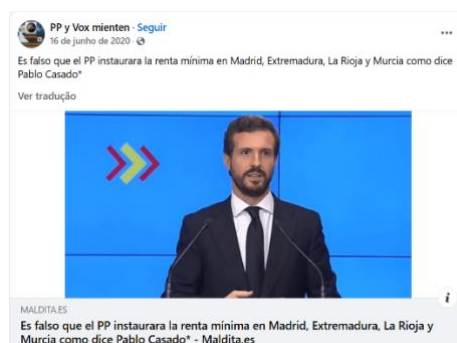 PP y Vox mienten · Seguir
16 de junho de 2020 ·
Es falso que el PP instaurara la renta mínima en Madrid, Extremadura, La Rioja y Murcia como dice
Pablo Casado*
Ver tradução
MALDITA.ES
Es falso que el PP instaurara la renta mínima en Madrid, Extremadura, La Rioja y
Murcia como dice Pablo Casado* - Maldita.es